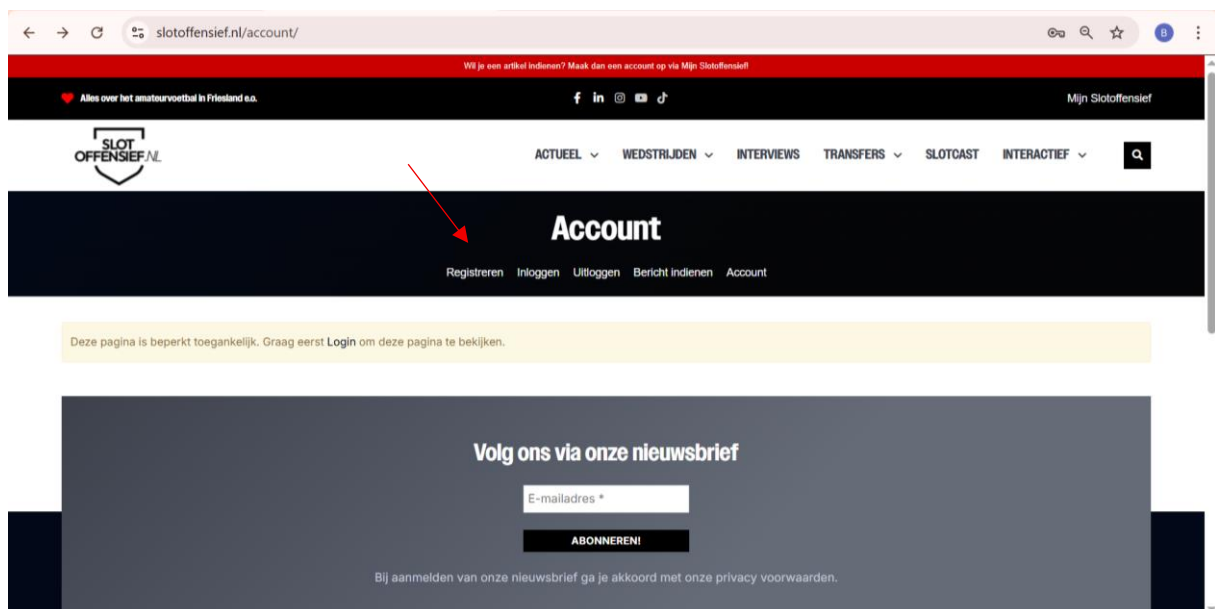 slotoffensief.nl/account/
B
Wil je een artikel indienen? Maak dan een account op via Mijn Slotoffensief!
Alles over het amateurvoetbal in Friesland e.o.
Mijn Slotoffensief
SLOT
OFFENSIEF.NL
ACTUEEL WEDSTRIJDEN INTERVIEWS TRANSFERS SLOTCAST INTERACTIEF
Account
Registreren Inloggen Uitloggen Bericht indienen Account
Deze pagina is beperkt toegankelijk. Graag eerst Login om deze pagina te bekijken.
Volg ons via onze nieuwsbrief
E-mailadres *
ABONNEREN!
Bij aanmelden van onze nieuwsbrief ga je akkoord met onze privacy voorwaarden.